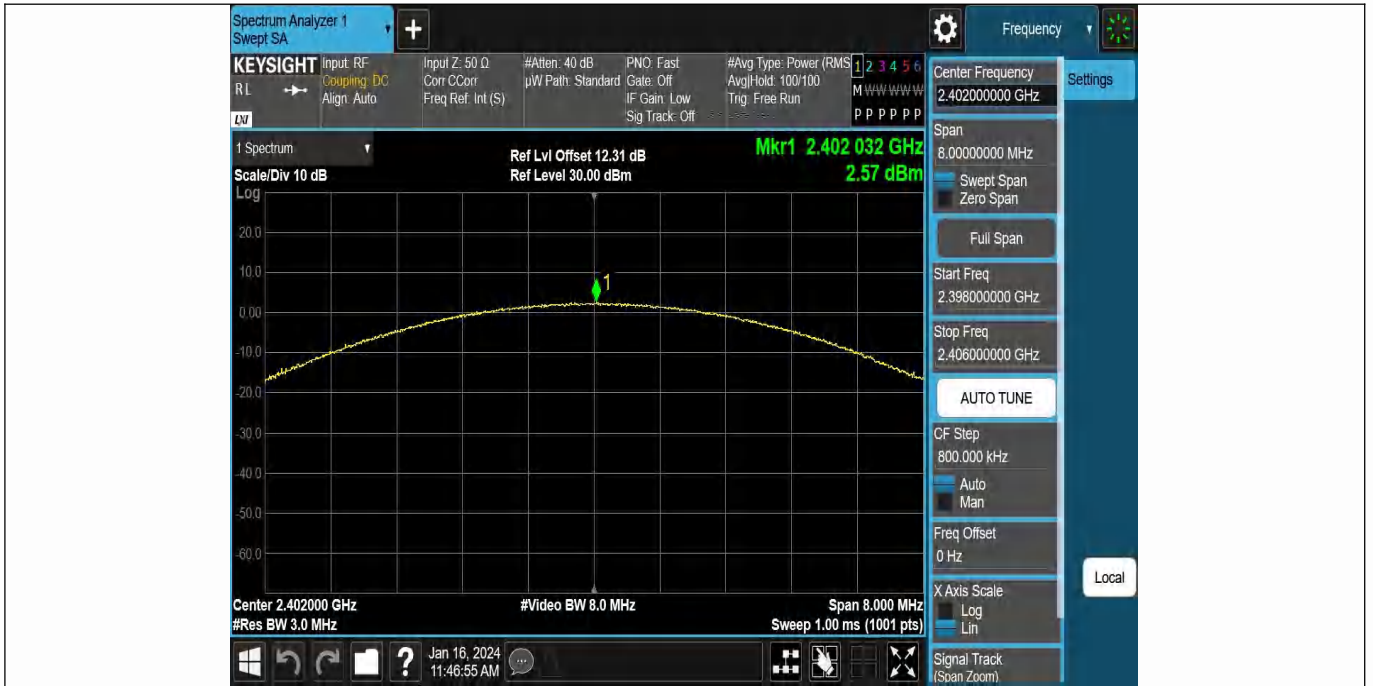 Spectrum Analyzer 1
Swept SA
+
Frequency
KEYSIGHT
R L
LXI
Input: RF
Coupling: DC
Align: Auto
Input Z: 50 Ω
Corr CCorr
Freq Ref: Int (S)
#Atten: 40 dB
µW Path: Standard
PNO: Fast
Gate: Off
IF Gain: Low
Sig Track: Off
#Avg Type: Power (RMS
Avg|Hold: 100/100
Trig: Free Run
1 2 3 4 5 6
M W W W W W
P P P P P P
1 Spectrum
Scale/Div 10 dB
Ref Lvl Offset 12.31 dB
Ref Level 30.00 dBm
Mkr1 2.402 032 GHz
2.57 dBm
Log
20.0
10.0
0.00
-10.0
-20.0
-30.0
-40.0
-50.0
-60.0
1
Center 2.402000 GHz
#Res BW 3.0 MHz
#Video BW 8.0 MHz
Span 8.000 MHz
Sweep 1.00 ms (1001 pts)
?
Jan 16, 2024
11:46:55 AM
Center Frequency
2.402000000 GHz
Span
8.00000000 MHz
Swept Span
Zero Span
Full Span
Start Freq
2.398000000 GHz
Stop Freq
2.406000000 GHz
AUTO TUNE
CF Step
800.000 kHz
Auto
Man
Freq Offset
0 Hz
X Axis Scale
Log
Lin
Signal Track
(Span Zoom)
Settings
Local